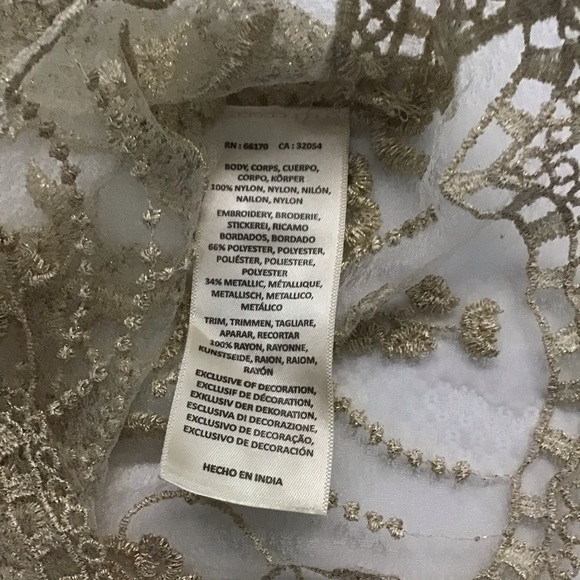 RN : 66170 CA : 32054
BODY, CORPS, CUERPO,
CORPO, KÖRPER
100% NYLON, NYLON, NILÓN,
NAILON, NYLON
EMBROIDERY, BRODERIE,
STICKEREI, RICAMO
BORDADOS, BORDADO
66% POLYESTER, POLYESTER,
POLIÉSTER, POLIESTERE,
POLYESTER
34% METALLIC, MÉTALLIQUE,
METALLISCH, METALLICO,
METÁLICO
TRIM, TRIMMEN, TAGLIARE,
APARAR, RECORTAR
100% RAYON, RAYONNE,
KUNSTSEIDE, RAION, RAIOM,
RAYÓN
EXCLUSIVE OF DECORATION,
EXCLUSIF DE DÉCORATION,
EXKLUSIV DER DEKORATION,
ESCLUSIVA DI DECORAZIONE,
EXCLUSIVO DE DECORAÇÃO,
EXCLUSIVO DE DECORACIÓN
HECHO EN INDIA